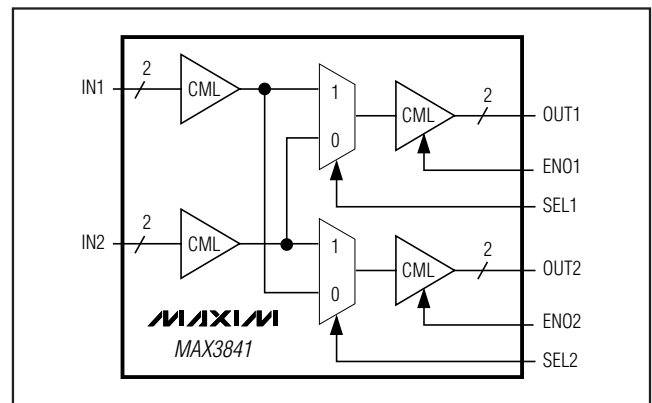 IN1
2
CML
1
0
CML
2
OUT1
ENO1
SEL1
IN2
2
CML
1
0
CML
2
OUT2
ENO2
SEL2
MAXIM
MAX3841